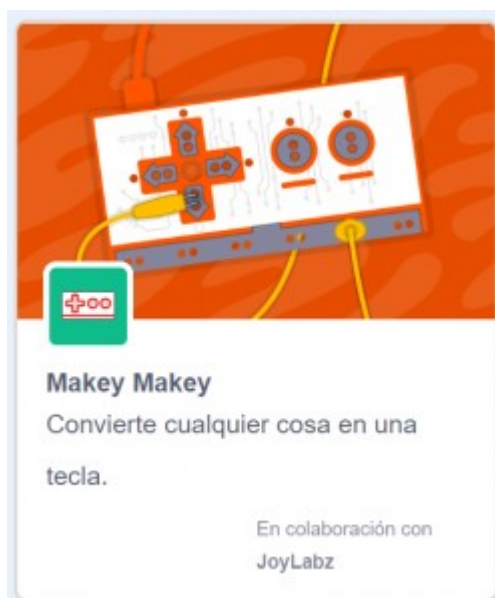 Makey Makey
Convierte cualquier cosa en una
tecla.
En colaboración con
JoyLabz